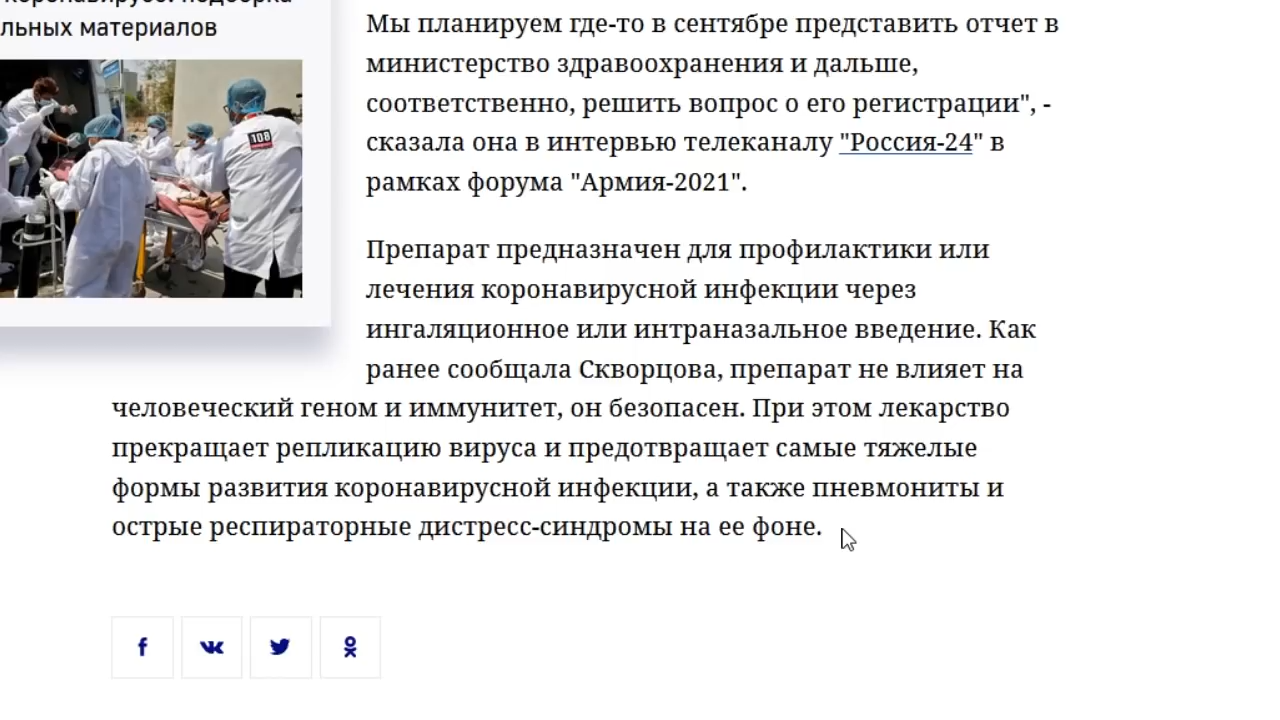 льных материалов
108
Мы планируем где-то в сентябре представить отчет в
министерство здравоохранения и дальше,
соответственно, решить вопрос о его регистрации", -
сказала она в интервью телеканалу "Россия-24" в
рамках форума "Армия-2021".
Препарат предназначен для профилактики или
лечения коронавирусной инфекции через
ингаляционное или интраназальное введение. Как
ранее сообщала Скворцова, препарат не влияет на
человеческий геном и иммунитет, он безопасен. При этом лекарство
прекращает репликацию вируса и предотвращает самые тяжелые
формы развития коронавирусной инфекции, а также пневмониты и
острые респираторные дистресс-синдромы на ее фоне.